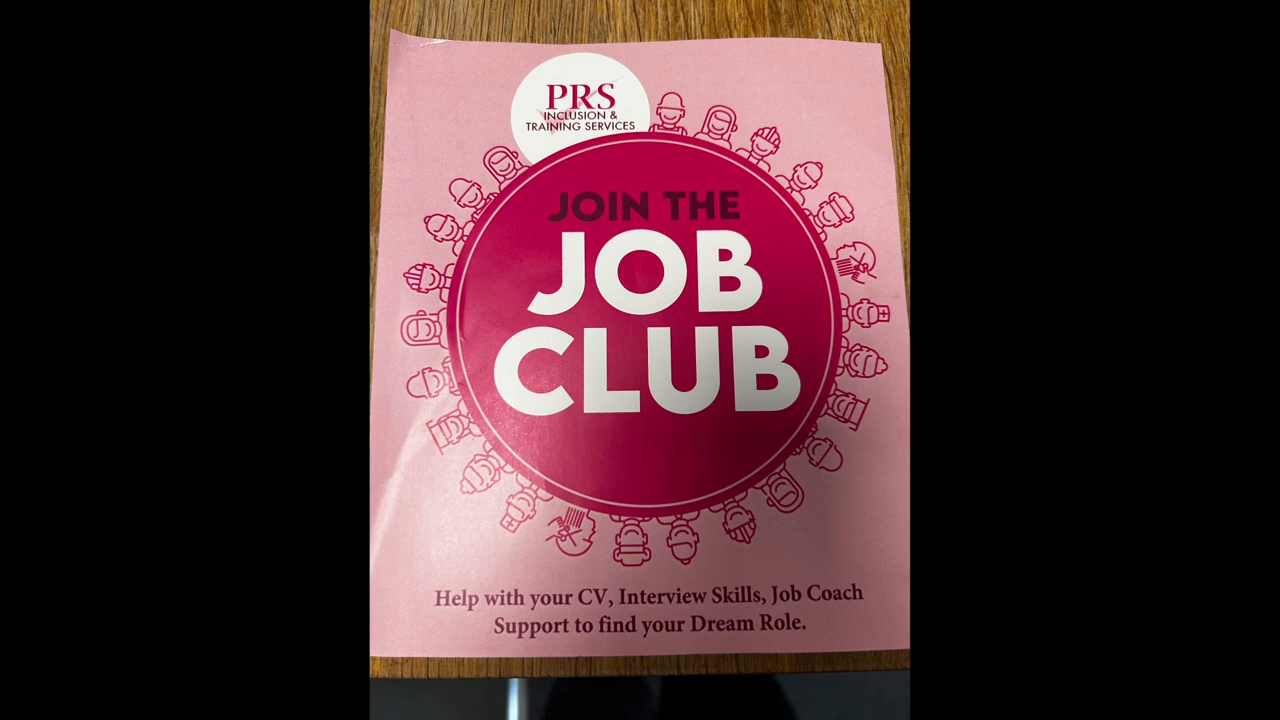 PRS
INCLUSION &
TRAINING SERVICES
JOIN THE
JOB
CLUB
Help with your CV, Interview Skills, Job Coach
Support to find your Dream Role.